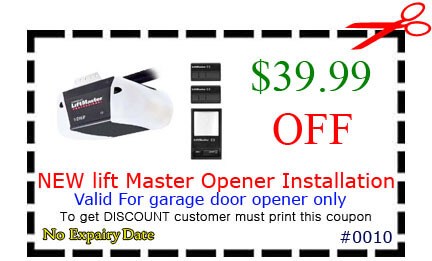 $39.99
OFF
LiftMaster
NEW lift Master Opener Installation
Valid For garage door opener only
To get DISCOUNT customer must print this coupon
No Expairy Date
#0010